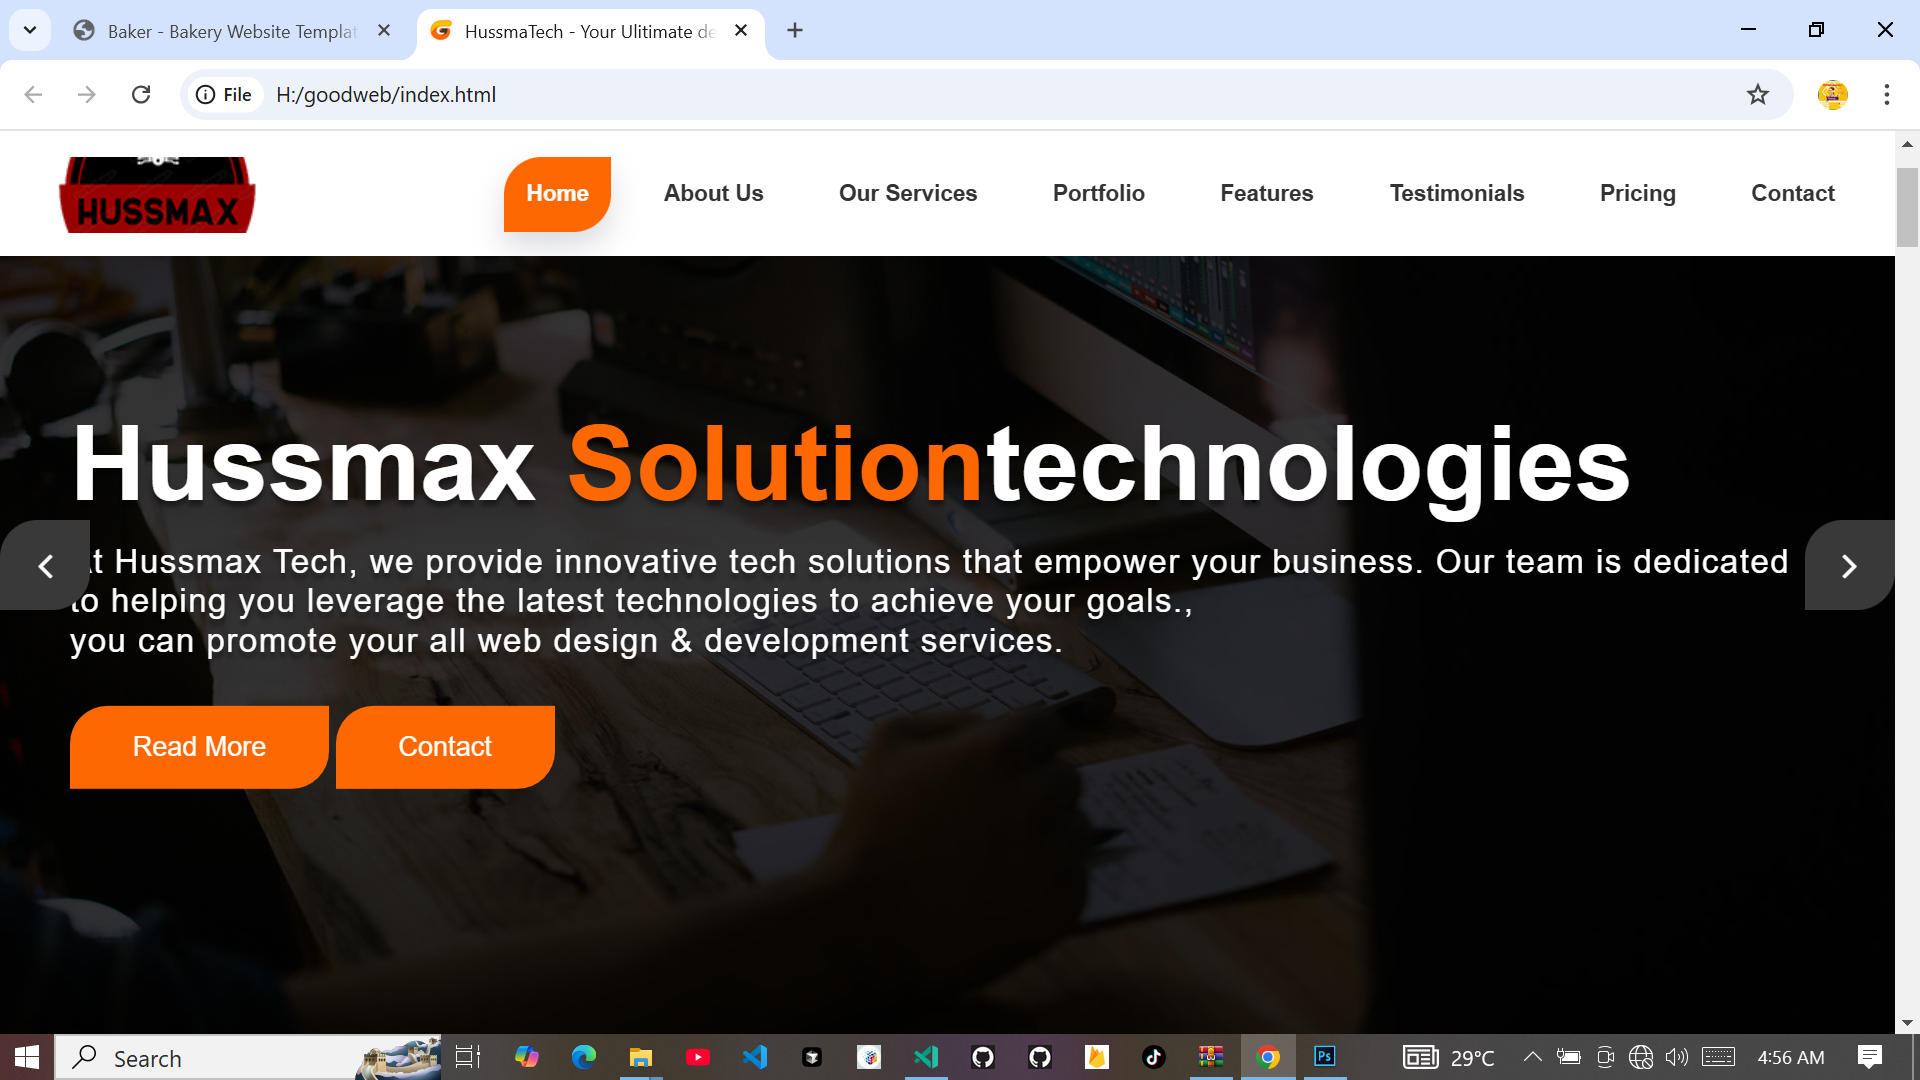 Baker - Bakery Website Templat
HussmaTech - Your Ulitimate de
File
H:/goodweb/index.html
HUSSMAX
Home
About Us
Our Services
Portfolio
Features
Testimonials
Pricing
Contact
Hussmax Solutiontechnologies
t Hussmax Tech, we provide innovative tech solutions that empower your business. Our team is dedicated
to helping you leverage the latest technologies to achieve your goals.,
you can promote your all web design & development services.
Read More
Contact
Search
Ps
29°C
4:56 AM